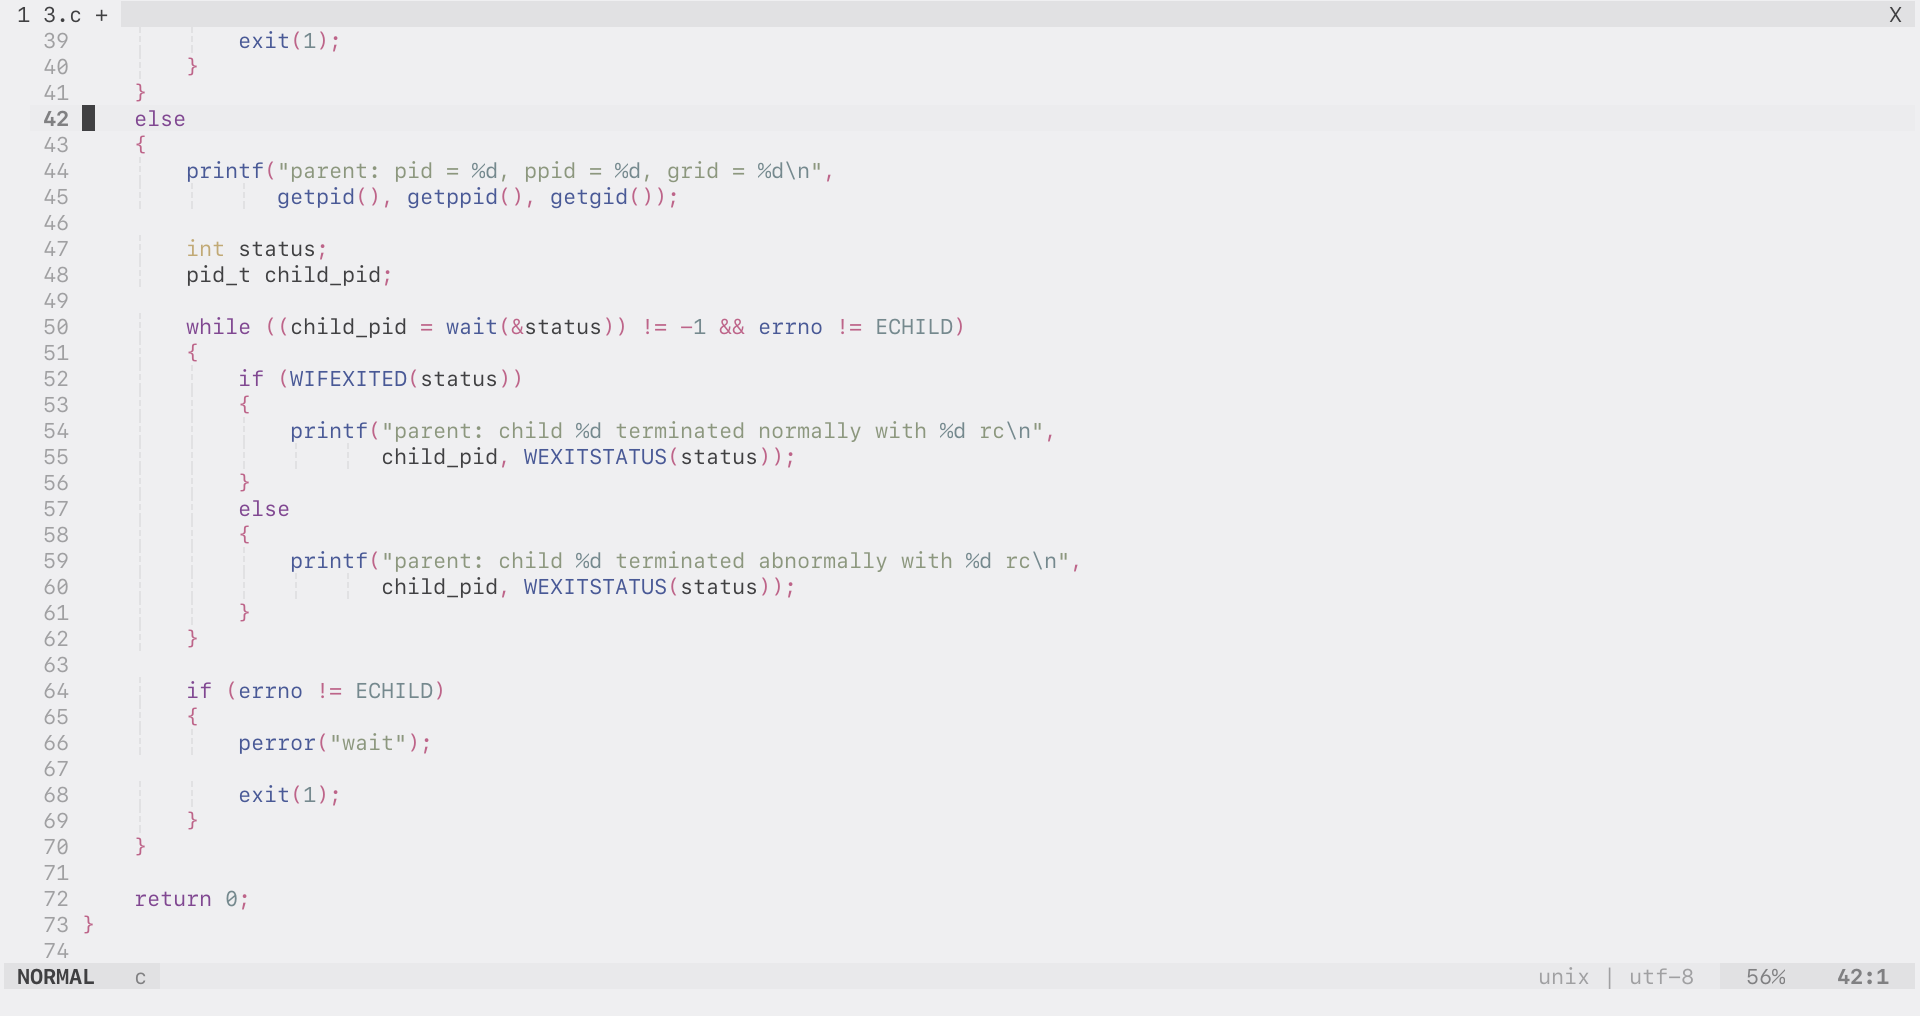 1 3.c + X
39             exit(1);
40         }
41     }
42     else
43     {
44         printf("parent: pid = %d, ppid = %d, grid = %d\n",
45                getpid(), getppid(), getgid());
46
47         int status;
48         pid_t child_pid;
49
50         while ((child_pid = wait(&status)) != -1 && errno != ECHILD)
51         {
52             if (WIFEXITED(status))
53             {
54                 printf("parent: child %d terminated normally with %d rc\n",
55                        child_pid, WEXITSTATUS(status));
56             }
57             else
58             {
59                 printf("parent: child %d terminated abnormally with %d rc\n",
60                        child_pid, WEXITSTATUS(status));
61             }
62         }
63
64         if (errno != ECHILD)
65         {
66             perror("wait");
67
68             exit(1);
69         }
70     }
71
72     return 0;
73 }
74
NORMAL c unix | utf-8 56% 42:1